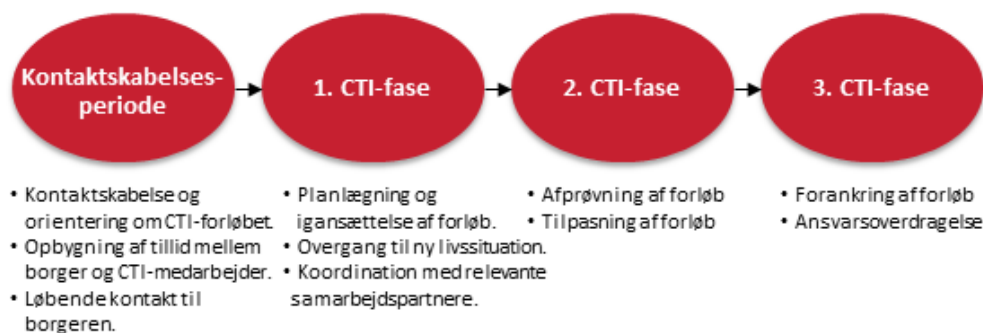 Kontaktskabelses-
periode
1. CTI-fase
2. CTI-fase
3. CTI-fase
• Kontaktskabelse og
orientering om CTI-forløbet.
• Opbygning af tillid mellem
borger og CTI-medarbejder.
• Løbende kontakt til
borgeren.
• Planlægning og
igansættelse af forløb.
• Overgang til ny livssituation.
• Koordination med relevante
samarbejdspartnere.
• Afprøvning af forløb
• Tilpasning af forløb
• Forankring af forløb
• Ansvarsoverdragelse